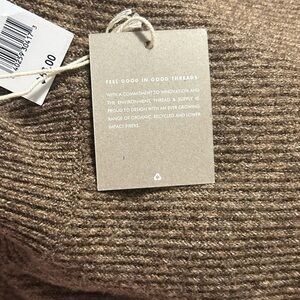 FEEL GOOD IN GOOD THREADS
WITH A COMMITMENT TO INNOVATION AND
THE ENVIRONMENT, THREAD & SUPPLY IS
PROUD TO DESIGN WITH AN EVER GROWING
RANGE OF ORGANIC, RECYCLED AND LOWER
IMPACT FIBERS.